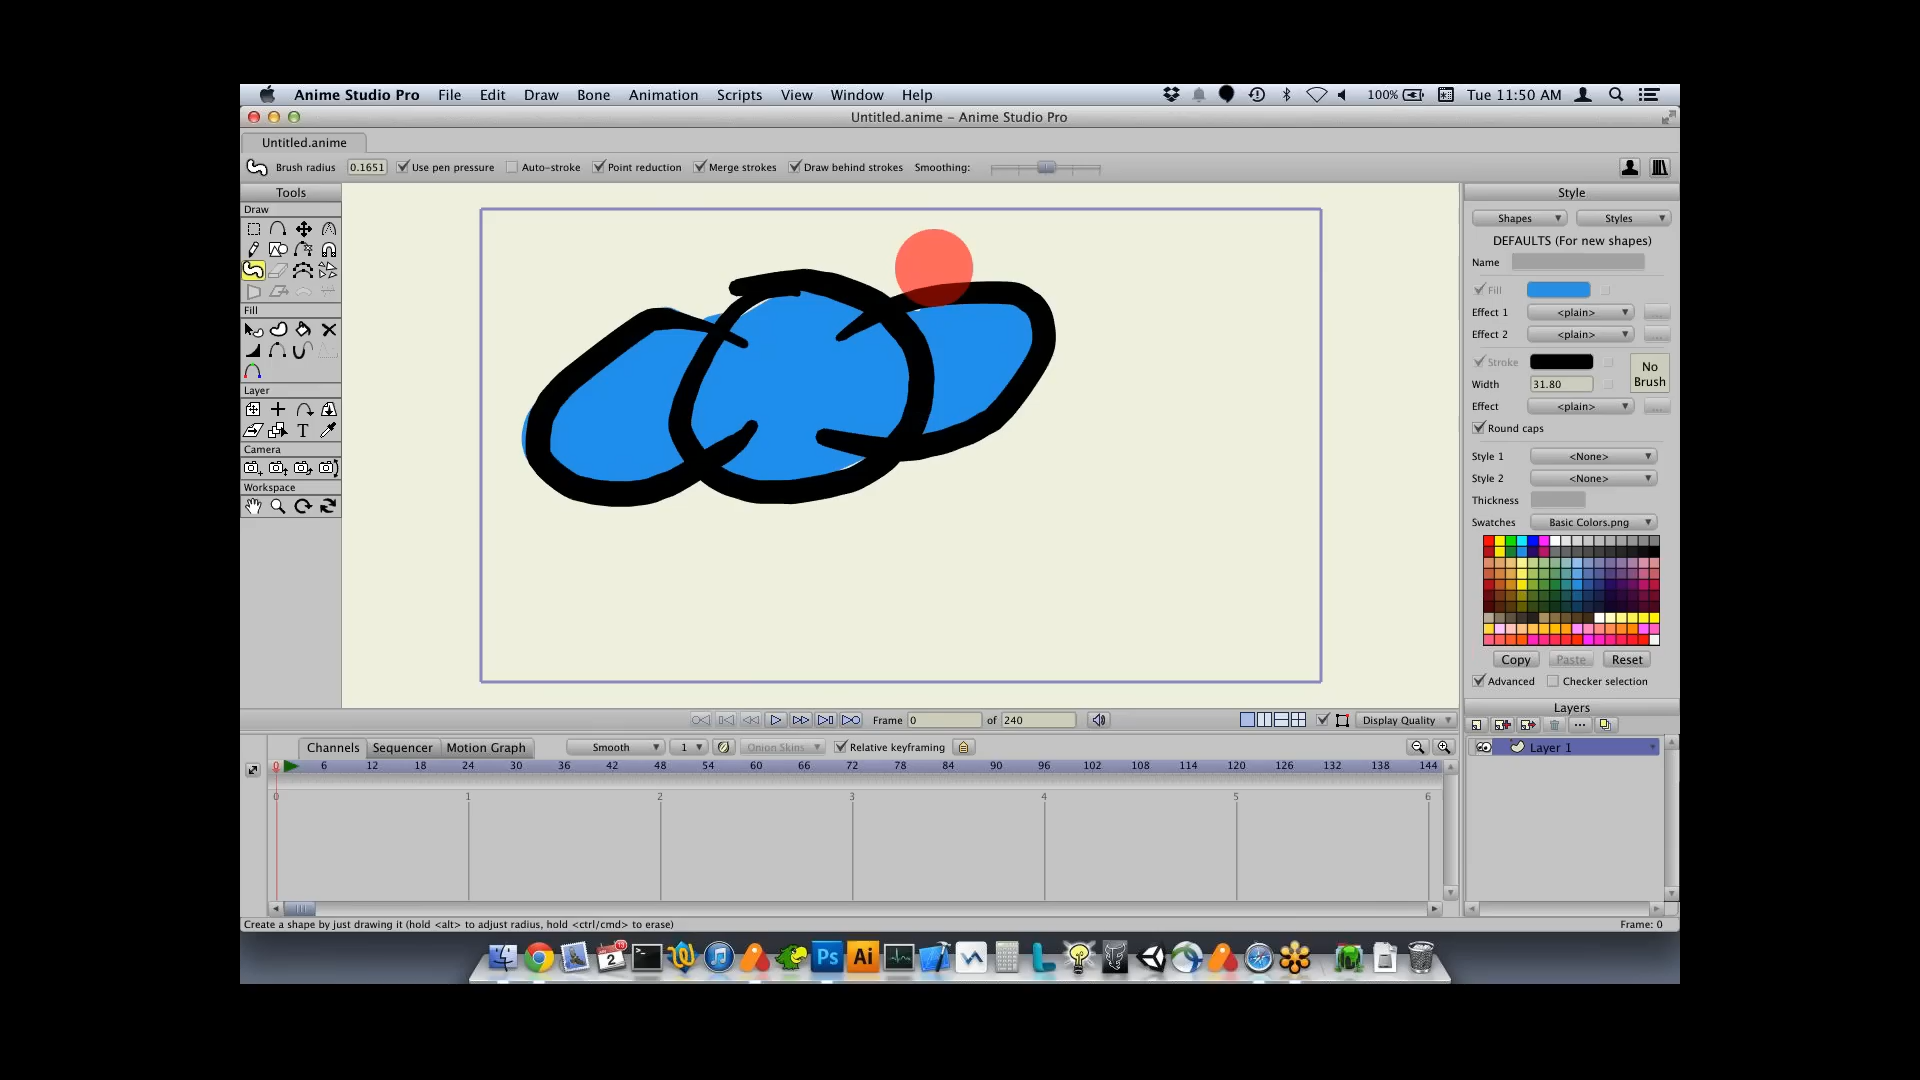 Anime Studio Pro File Edit Draw Bone Animation Scripts View Window Help 100% Tue 11:50 AM
Untitled.anime – Anime Studio Pro
Untitled.anime
Brush radius 0.1651 Use pen pressure Auto-stroke Point reduction Merge strokes Draw behind strokes Smoothing:
Tools
Draw
Fill
Layer
T
Camera
Workspace
Style
Shapes Styles
DEFAULTS (For new shapes)
Name
Fill
Effect 1 <plain> ...
Effect 2 <plain> ...
Stroke
No Brush
Width 31.80
Effect <plain> ...
Round caps
Style 1 <None>
Style 2 <None>
Thickness
Swatches Basic Colors.png
Copy Paste Reset
Advanced Checker selection
Layers
Layer 1
Frame 0 of 240 Display Quality
Channels Sequencer Motion Graph Smooth 1 Onion Skins Relative keyframing
0 6 12 18 24 30 36 42 48 54 60 66 72 78 84 90 96 102 108 114 120 126 132 138 144
0 1 2 3 4 5 6
Create a shape by just drawing it (hold <alt> to adjust radius, hold <ctrl/cmd> to erase) Frame: 0
2 Ps Ai